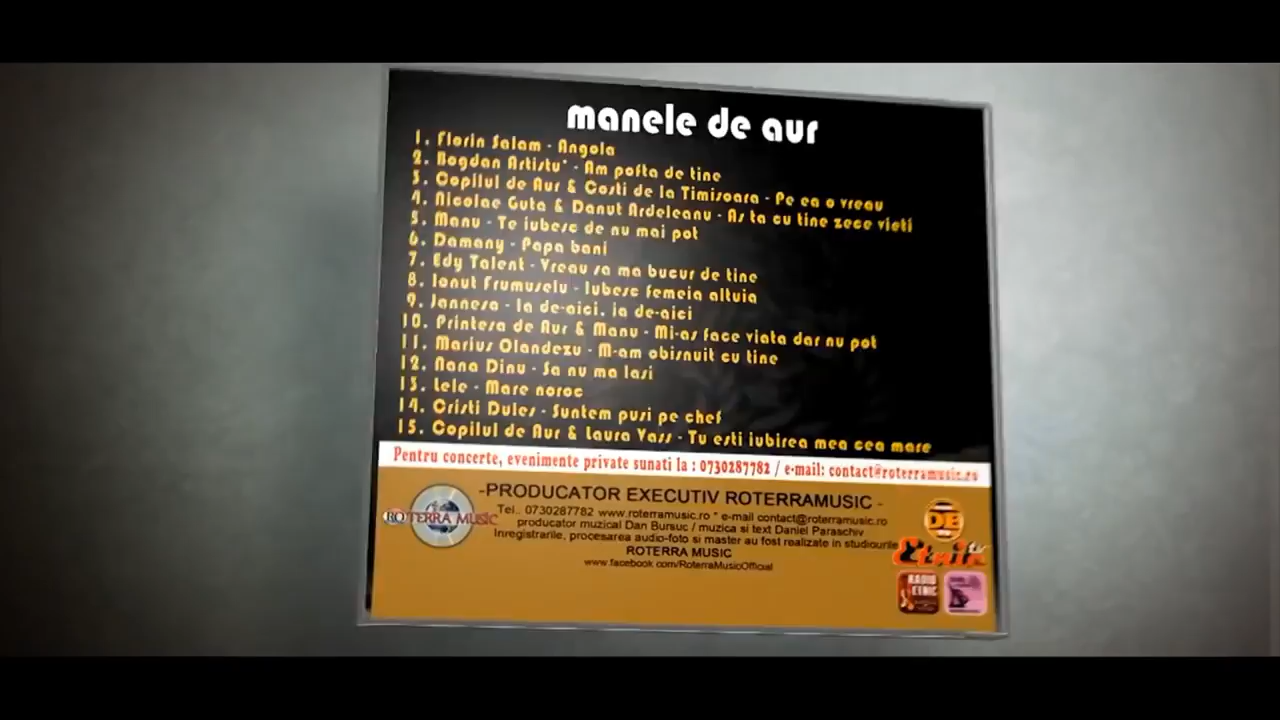 manele de aur
1. Florin Salam - Angola
2. Bogdan Artistu' - Am pofta de tine
3. Copilul de Aur & Costi de la Timisoara - Pe ea o vreau
4. Nicolae Guta & Danut Ardeleanu - As ta cu tine zece vieti
5. Manu - Te iubesc de nu mai pot
6. Damany - Papa bani
7. Edy Talent - Vreau sa ma bucur de tine
8. Ionut Frumuselu - Iubesc femeia altuia
9. Jannesa - Ia de-aici, ia de-aici
10. Printesa de Aur & Manu - Mi-as face viata dar nu pot
11. Marius Olandezu - M-am obisnuit cu tine
12. Nana Dinu - Sa nu ma lasi
13. Lele - Mare noroc
14. Cristi Dules - Suntem pusi pe chef
15. Copilul de Aur & Laura Vass - Tu esti iubirea mea cea mare
Pentru concerte, evenimente private sunati la : 0730287782 / e-mail: contact@roterramusic.ro
-PRODUCATOR EXECUTIV ROTERRAMUSIC -
Tel.. 0730287782 www.roterramusic.ro * e-mail contact@roterramusic.ro
producator muzical Dan Bursuc / muzica si text Daniel Paraschiv
Inregistrarile, procesarea audio-foto si master au fost realizate in studiourile
ROTERRA MUSIC
www.facebook.com/RoterraMusicOfficial
ROTERRA MUSIC
DE
Etnic tv
RADIO
ETNIC